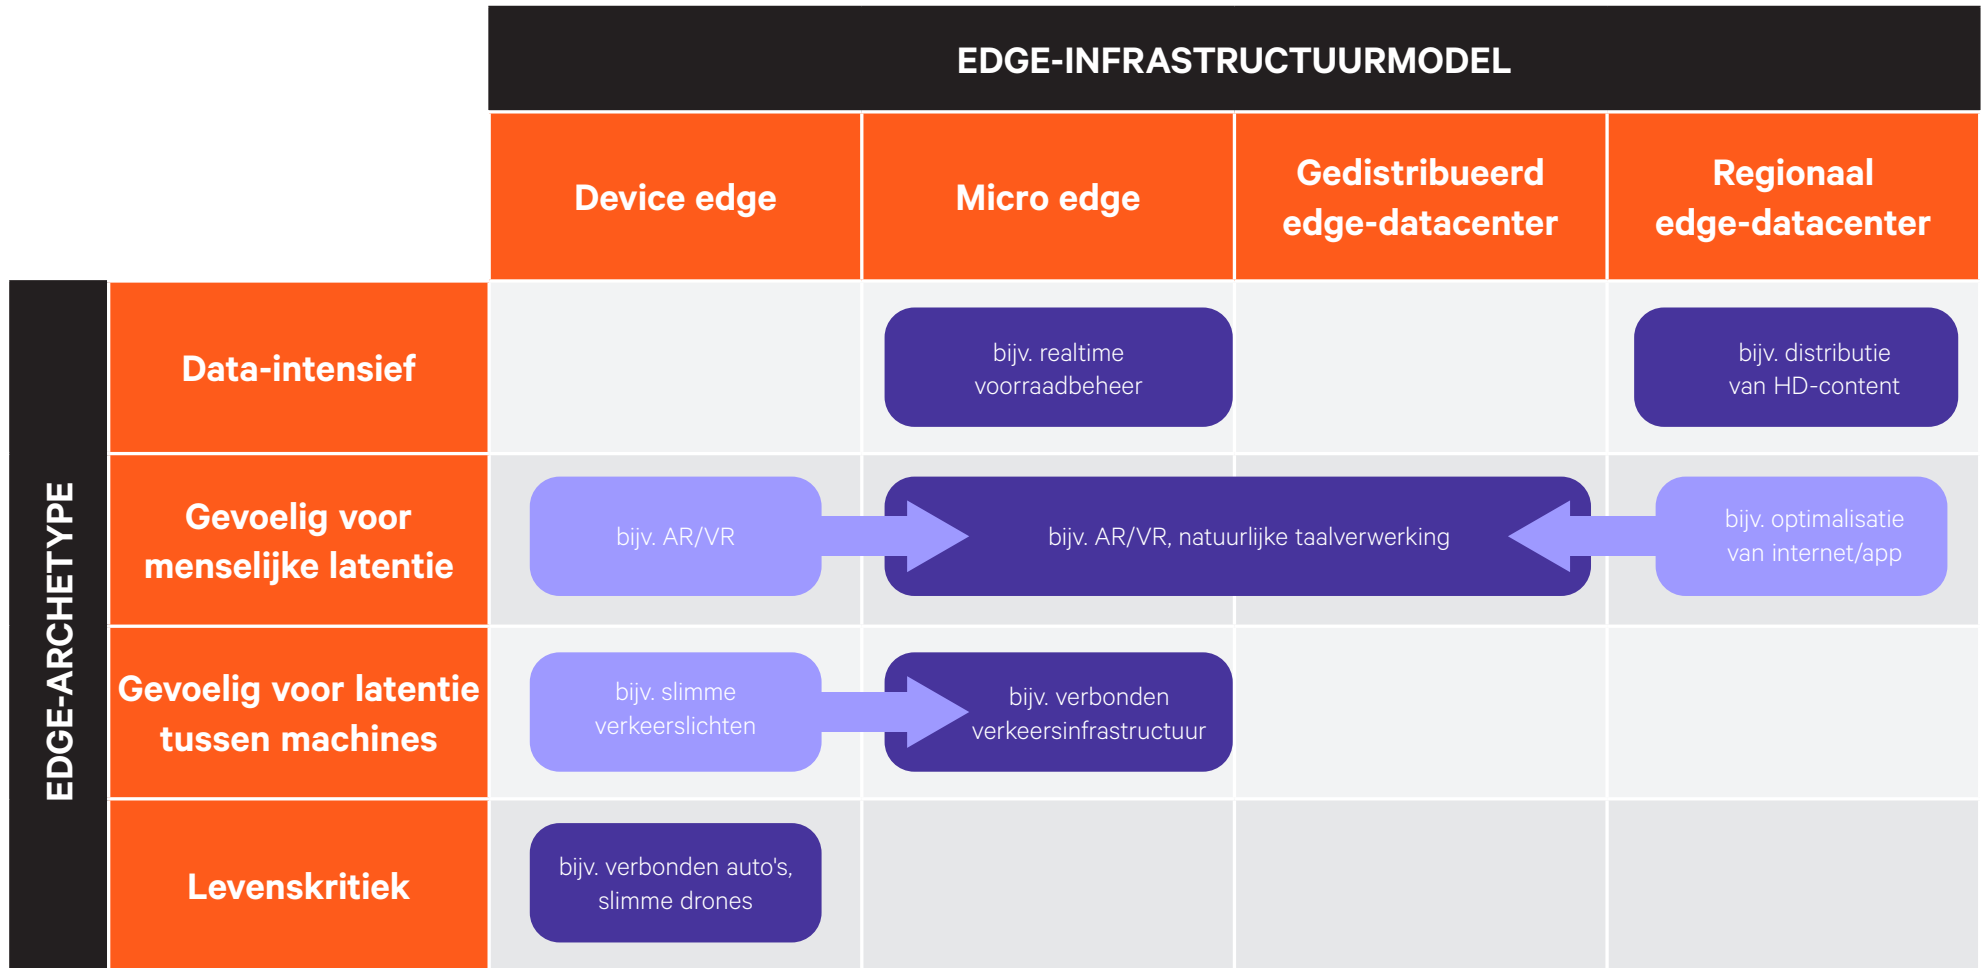 EDGE-INFRASTRUCTUURMODEL
Device edge
Micro edge
Gedistribueerd
edge-datacenter
Regionaal
edge-datacenter
EDGE-ARCHETYPE
Data-intensief
bijv. realtime
voorraadbeheer
bijv. distributie
van HD-content
Gevoelig voor
menselijke latentie
bijv. AR/VR
bijv. AR/VR, natuurlijke taalverwerking
bijv. optimalisatie
van internet/app
Gevoelig voor latentie
tussen machines
bijv. slimme
verkeerslichten
bijv. verbonden
verkeersinfrastructuur
Levenskritiek
bijv. verbonden auto's,
slimme drones